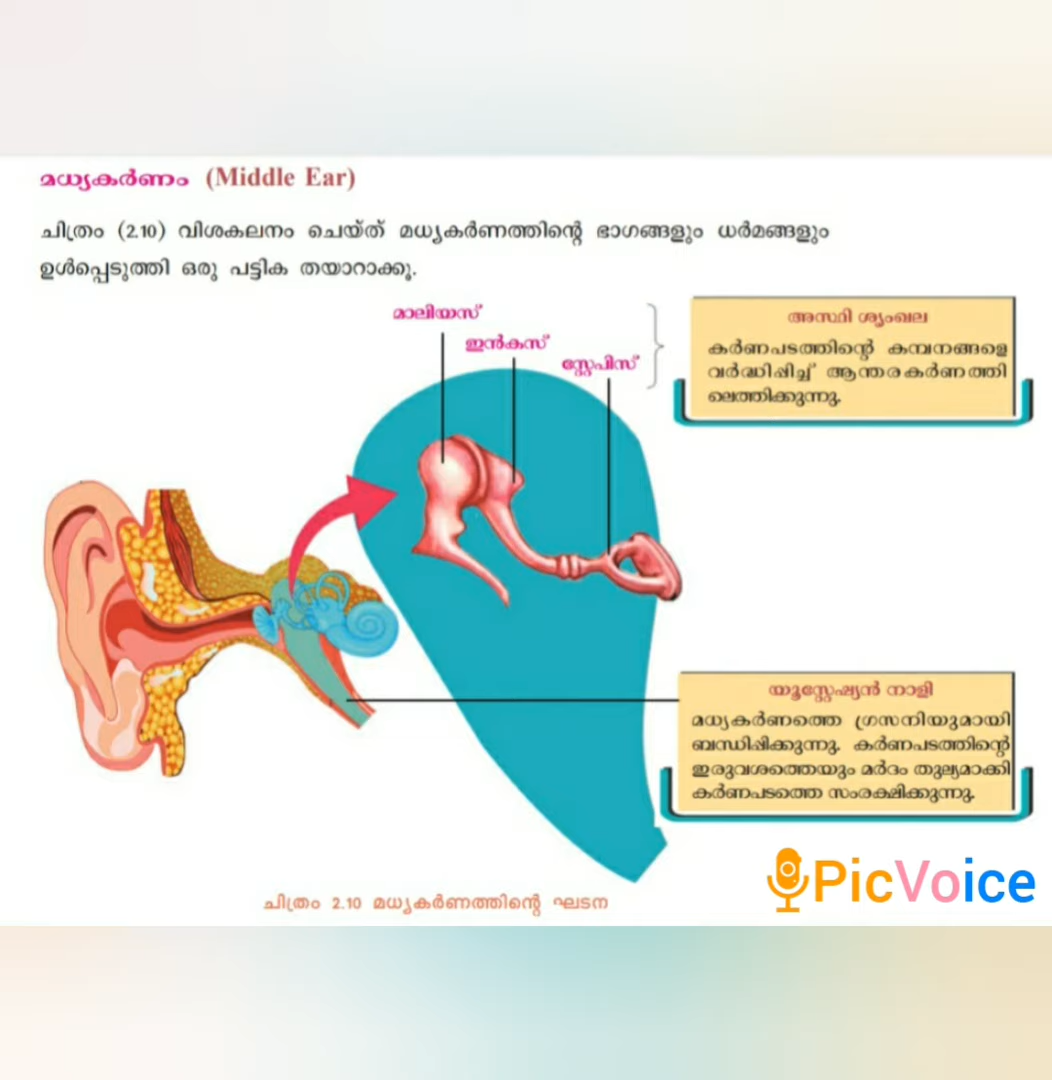 മധ്യകർണം (Middle Ear)
ചിത്രം (2.10) വിശകലനം ചെയ്ത് മധ്യകർണത്തിന്റെ ഭാഗങ്ങളും ധർമങ്ങളും
ഉൾപ്പെടുത്തി ഒരു പട്ടിക തയാറാക്കൂ.
മാലിയസ്
ഇൻകസ്
സ്റ്റേപിസ്
അസ്ഥി ശൃംഖല
കർണപടത്തിന്റെ കമ്പനങ്ങളെ
വർദ്ധിപ്പിച്ച് ആന്തരകർണത്തി
ലെത്തിക്കുന്നു.
യൂസ്റ്റേഷ്യൻ നാളി
മധ്യകർണത്തെ ഗ്രസനിയുമായി
ബന്ധിപ്പിക്കുന്നു. കർണപടത്തിന്റെ
ഇരുവശത്തെയും മർദം തുല്യമാക്കി
കർണപടത്തെ സംരക്ഷിക്കുന്നു.
ചിത്രം 2.10 മധ്യകർണത്തിന്റെ ഘടന
PicVoice